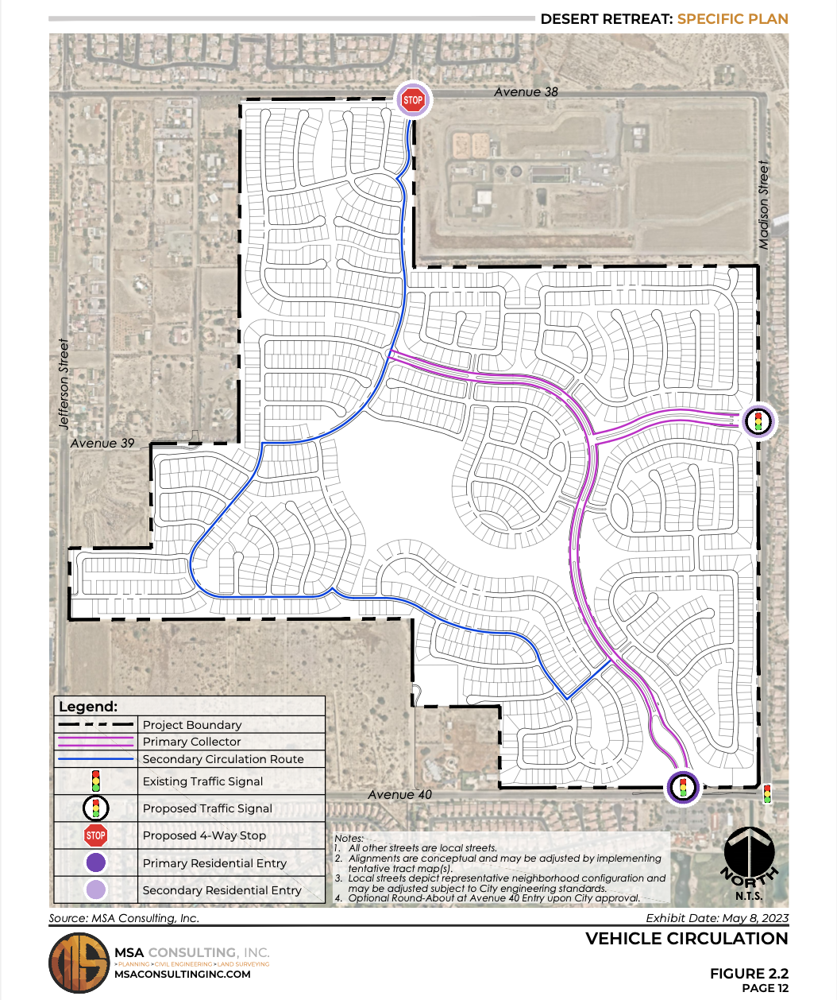 DESERT RETREAT: SPECIFIC PLAN
STOP
Avenue 38
Madison Street
Jefferson Street
Avenue 39
Legend:
Project Boundary
Primary Collector
Secondary Circulation Route
Existing Traffic Signal
Proposed Traffic Signal
STOP
Proposed 4-Way Stop
Primary Residential Entry
Secondary Residential Entry
Avenue 40
Notes:
1. All other streets are local streets.
2. Alignments are conceptual and may be adjusted by implementing
tentative tract map(s).
3. Local streets depict representative neighborhood configuration and
may be adjusted subject to City engineering standards.
4. Optional Round-About at Avenue 40 Entry upon City approval.
NORTH
N.T.S.
Source: MSA Consulting, Inc.
Exhibit Date: May 8, 2023
MS
MSA CONSULTING, INC.
> PLANNING > CIVIL ENGINEERING > LAND SURVEYING
MSACONSULTINGINC.COM
VEHICLE CIRCULATION
FIGURE 2.2
PAGE 12